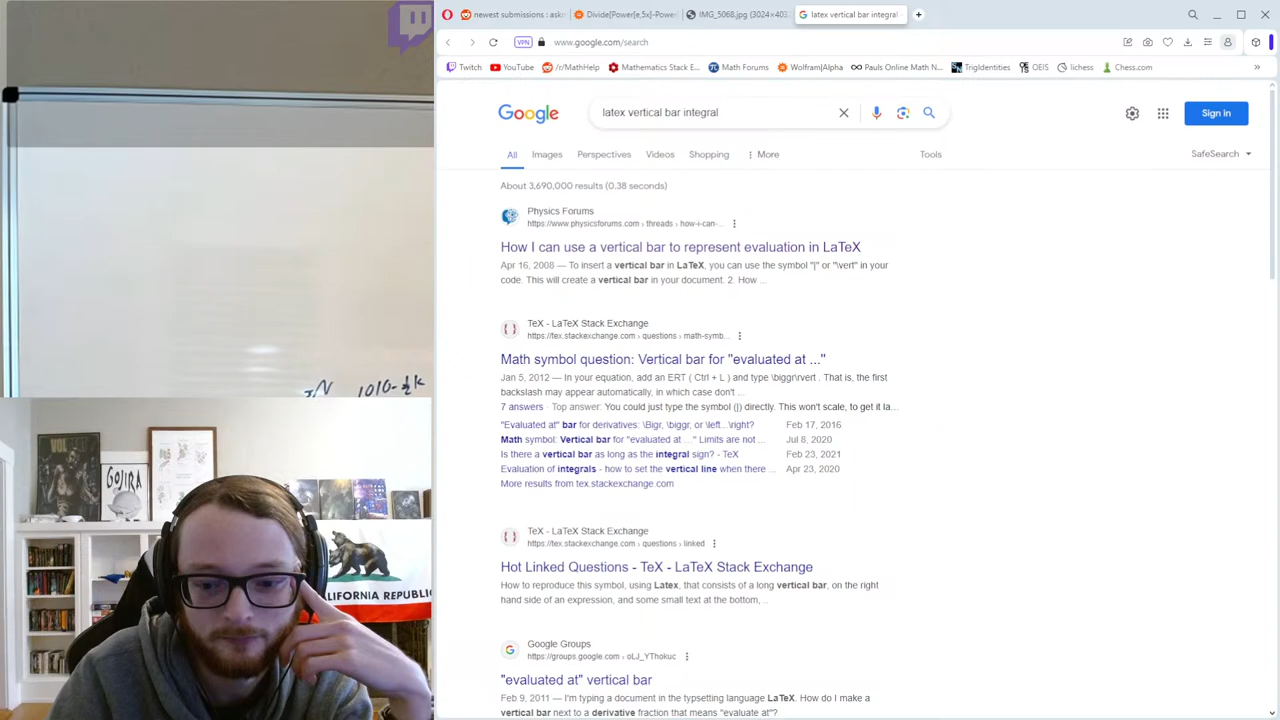 newest submissions : ask
Divide[Power[e,5x]-Power
IMG_5068.jpg (3024×403
latex vertical bar integral
VPN
www.google.com/search
Twitch
YouTube
/r/MathHelp
Mathematics Stack E...
Math Forums
Wolfram|Alpha
Pauls Online Math N...
TrigIdentities
OEIS
lichess
Chess.com
Google
latex vertical bar integral
Sign in
All
Images
Perspectives
Videos
Shopping
More
Tools
SafeSearch
About 3,690,000 results (0.38 seconds)
Physics Forums
https://www.physicsforums.com › threads › how-i-can-...
How I can use a vertical bar to represent evaluation in LaTeX
Apr 16, 2008 — To insert a vertical bar in LaTeX, you can use the symbol "|" or "\vert" in your
code. This will create a vertical bar in your document. 2. How ...
TeX - LaTeX Stack Exchange
https://tex.stackexchange.com › questions › math-symb...
Math symbol question: Vertical bar for "evaluated at ..."
Jan 5, 2012 — In your equation, add an ERT ( Ctrl + L ) and type \biggr\rvert . That is, the first
backslash may appear automatically, in which case don't ...
7 answers · Top answer: You could just type the symbol (|) directly. This won't scale, to get it la...
"Evaluated at" bar for derivatives: \Bigr, \biggr, or \left...\right? Feb 17, 2016
Math symbol: Vertical bar for "evaluated at ..." Limits are not ... Jul 8, 2020
Is there a vertical bar as long as the integral sign? - TeX Feb 23, 2021
Evaluation of integrals - how to set the vertical line when there ... Apr 23, 2020
More results from tex.stackexchange.com
TeX - LaTeX Stack Exchange
https://tex.stackexchange.com › questions › linked
Hot Linked Questions - TeX - LaTeX Stack Exchange
How to reproduce this symbol, using Latex, that consists of a long vertical bar, on the right
hand side of an expression, and some small text at the bottom, ..
Google Groups
https://groups.google.com › oLJ_YThokuc
"evaluated at" vertical bar
Feb 9, 2011 — I'm typing a document in the typsetting language LaTeX. How do I make a
vertical bar next to a derivative fraction that means "evaluate at"?
GOJIRA
CALIFORNIA REPUBLIC